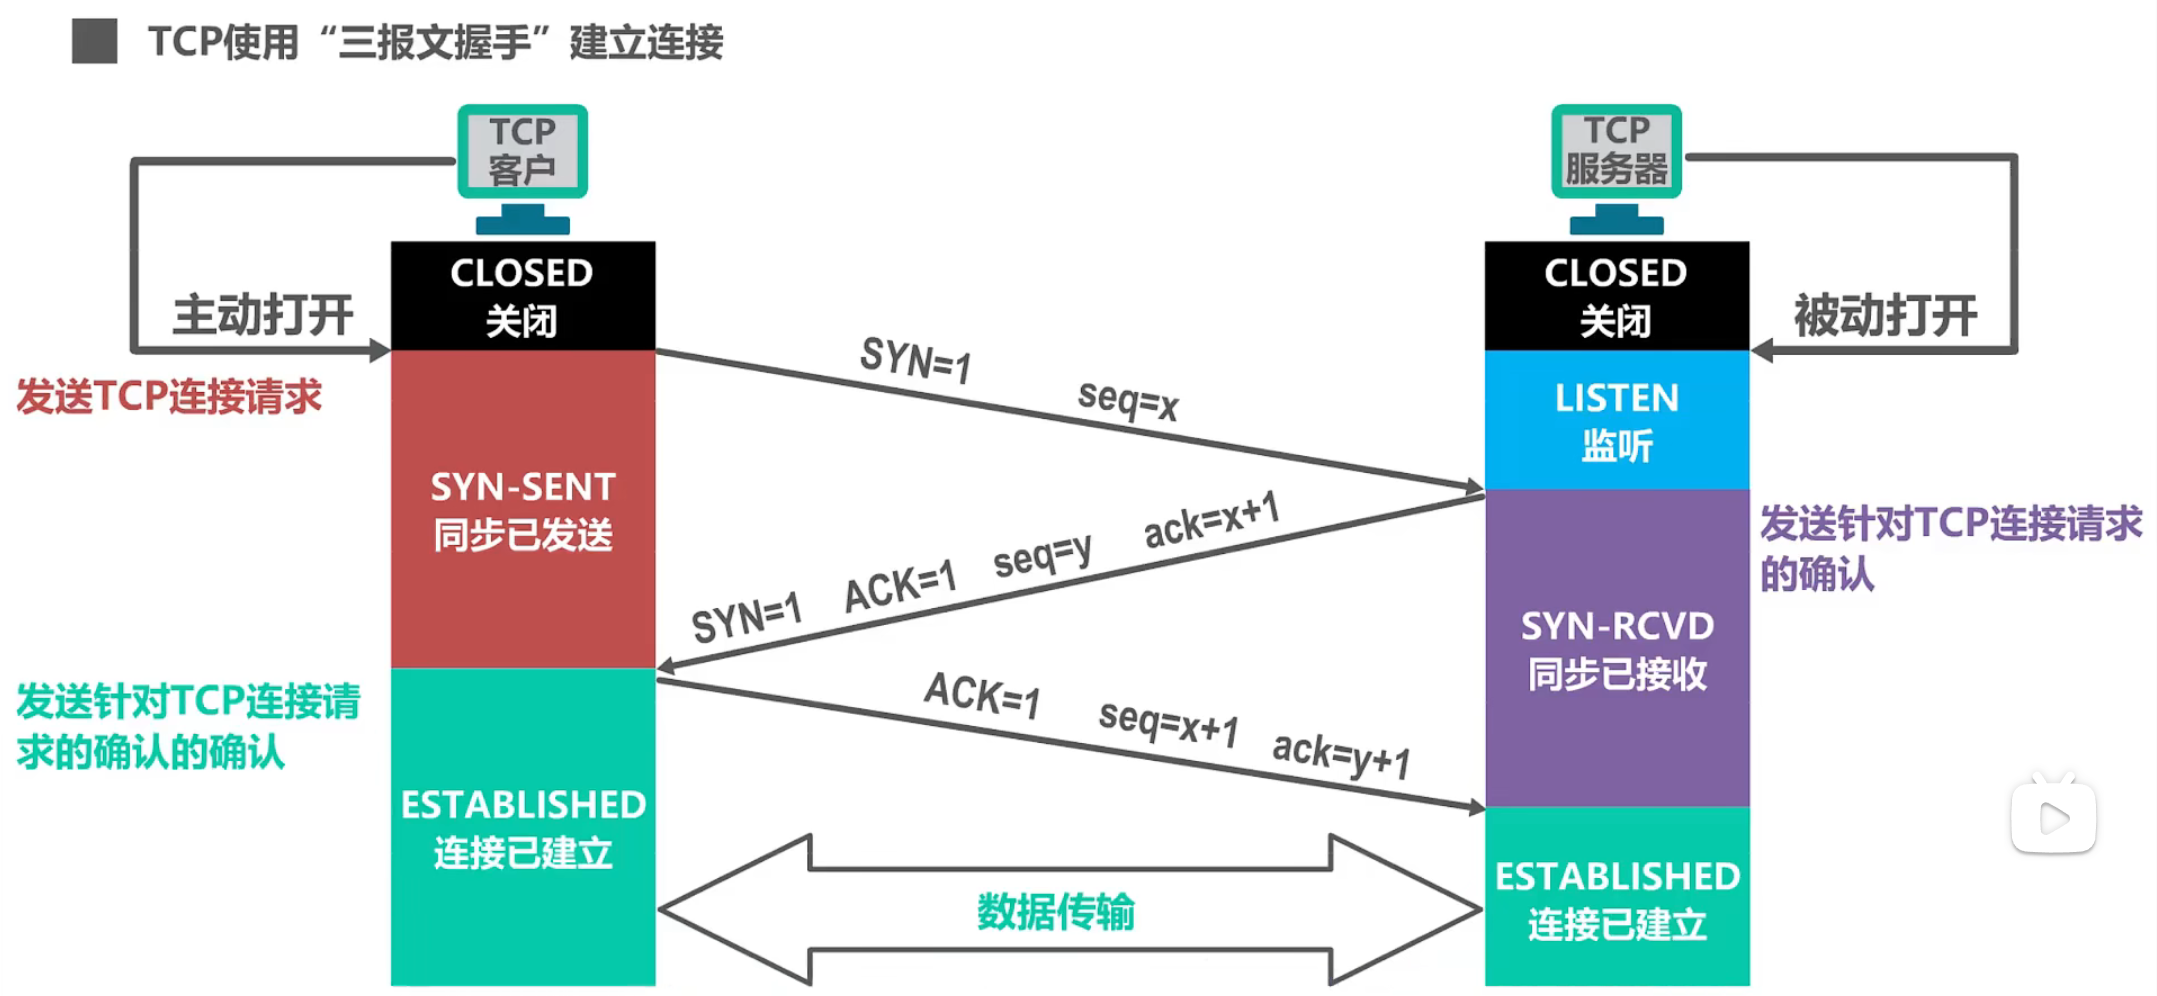 TCP使用“三报文握手”建立连接
TCP
客户
TCP
服务器
CLOSED
关闭
CLOSED
关闭
主动打开
被动打开
发送TCP连接请求
SYN=1 seq=x
LISTEN
监听
SYN-SENT
同步已发送
SYN=1 ACK=1 seq=y ack=x+1
发送针对TCP连接请求
的确认
SYN-RCVD
同步已接收
发送针对TCP连接请
求的确认的确认
ACK=1 seq=x+1 ack=y+1
ESTABLISHED
连接已建立
数据传输
ESTABLISHED
连接已建立